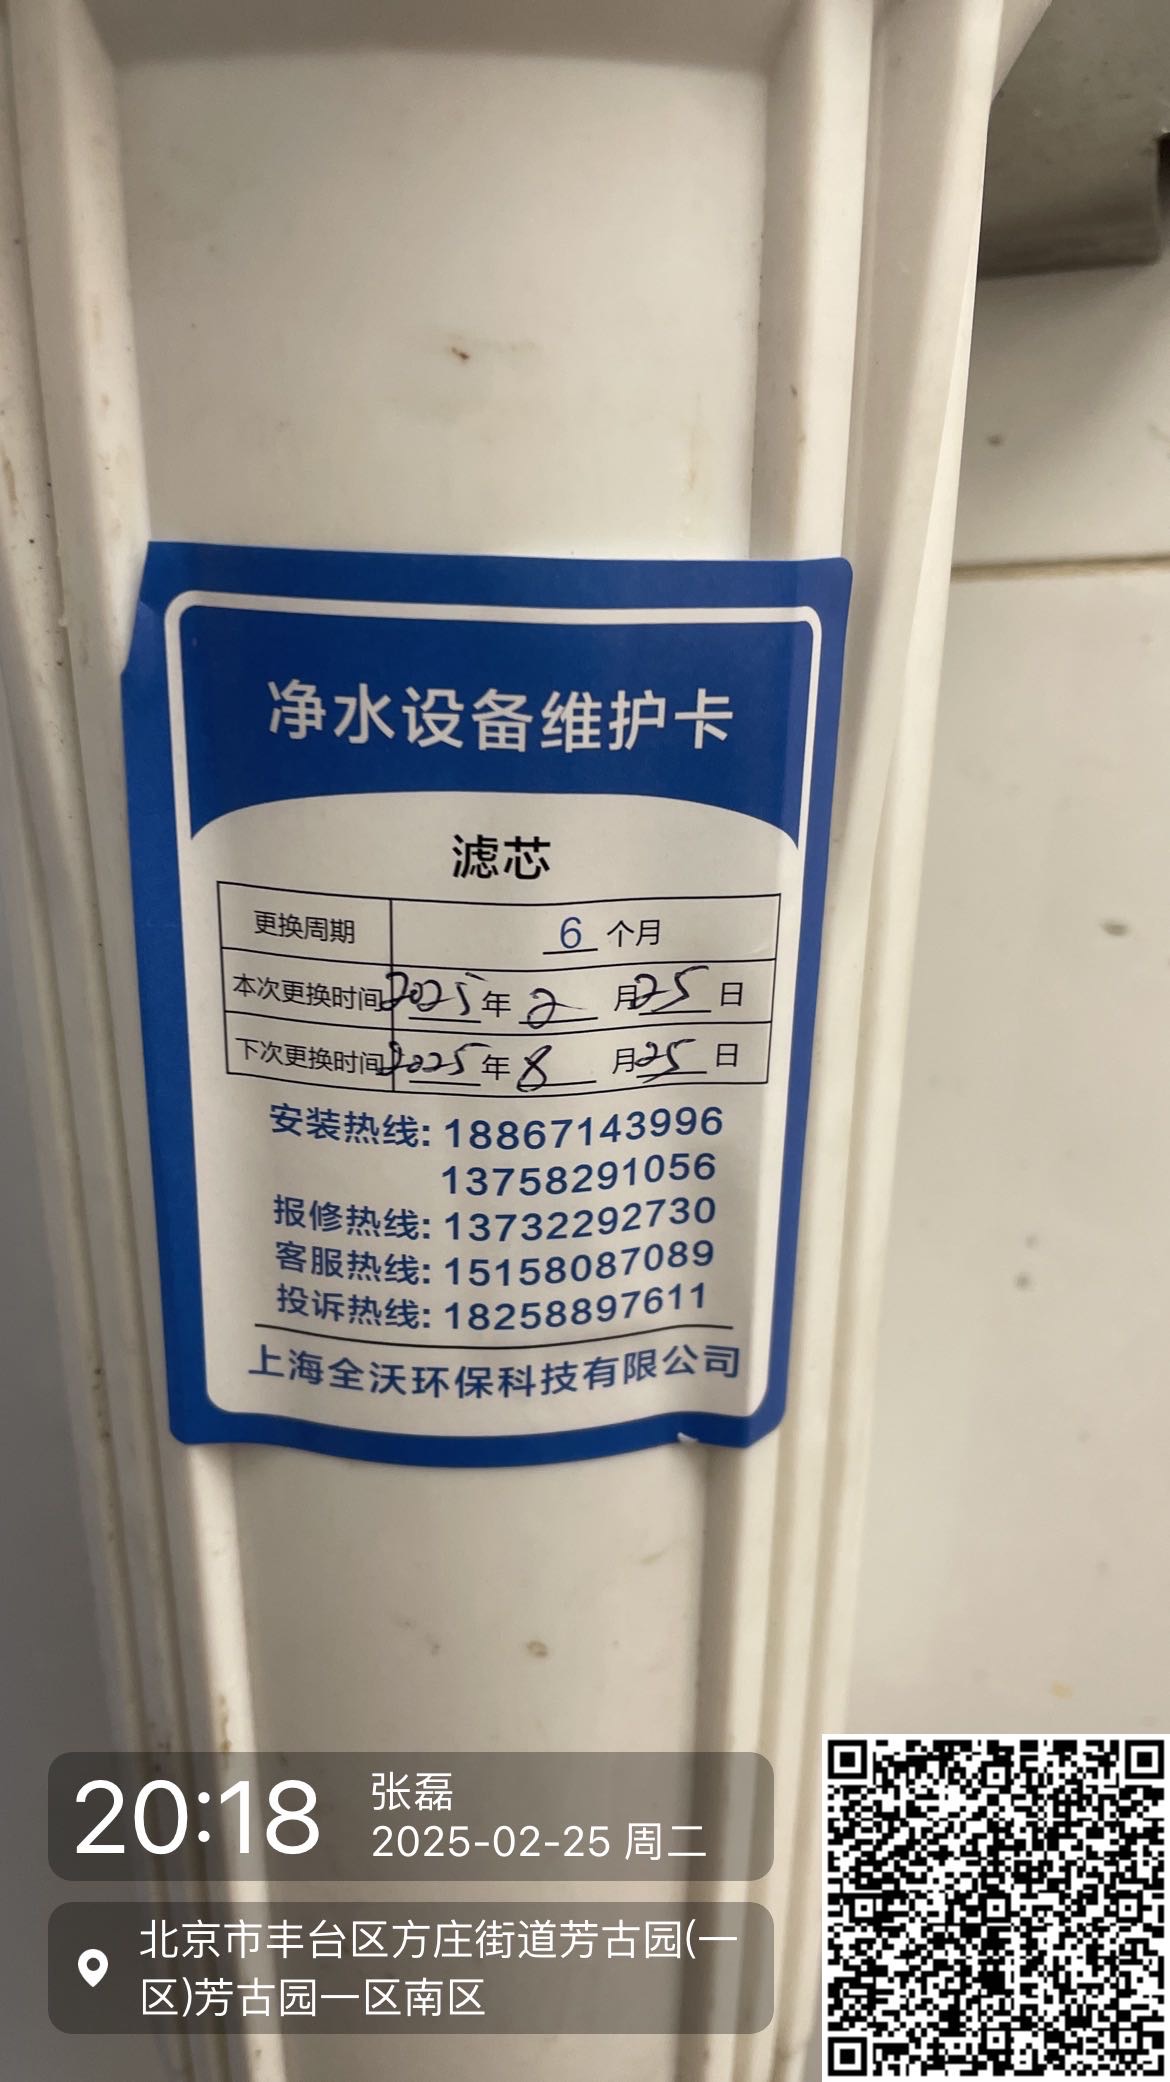 净水设备维护卡
滤芯
更换周期 6 个月
本次更换时间 2025 年 2 月 25 日
下次更换时间 2025 年 8 月 25 日
安装热线: 18867143996
13758291056
报修热线: 13732292730
客服热线: 15158087089
投诉热线: 18258897611
上海全沃环保科技有限公司
20:18
张磊
2025-02-25 周二
北京市丰台区方庄街道芳古园(一
区)芳古园一区南区